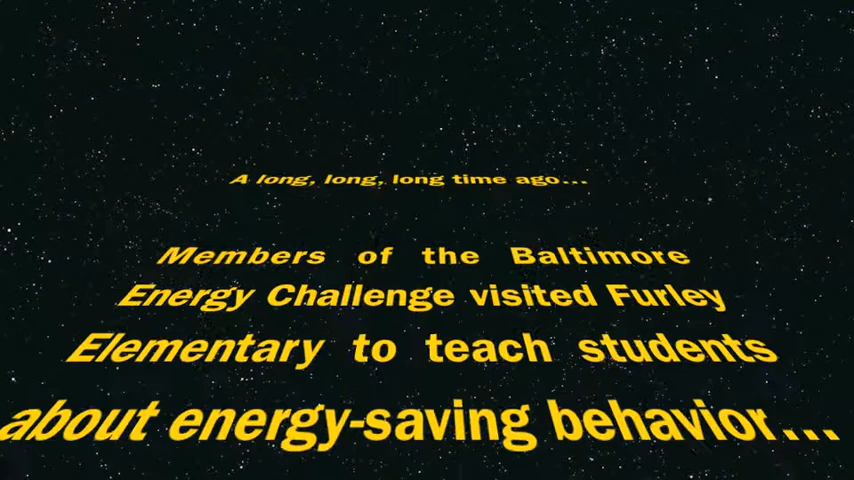 A long, long, long time ago...
Members of the Baltimore
Energy Challenge visited Furley
Elementary to teach students
about energy-saving behavior...